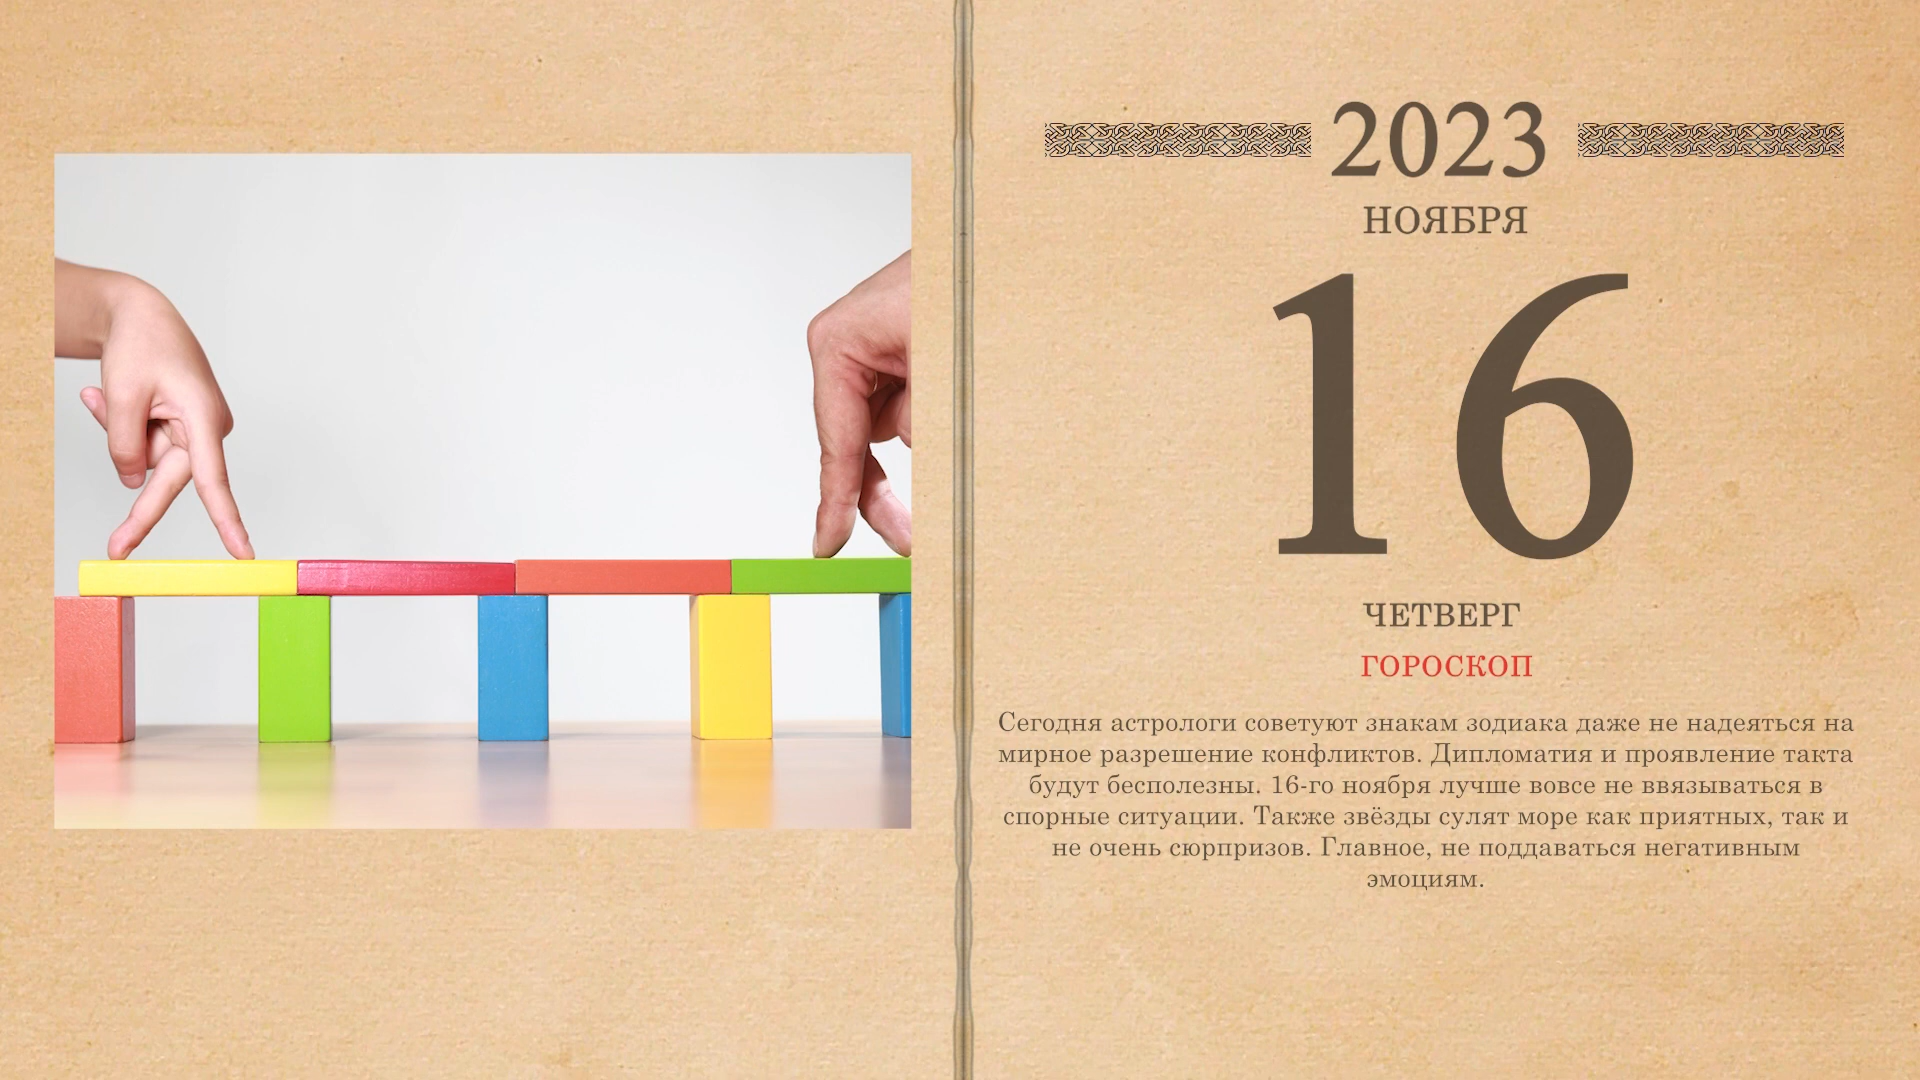 2023
НОЯБРЯ
16
ЧЕТВЕРГ
ГОРОСКОП
Сегодня астрологи советуют знакам зодиака даже не надеяться на
мирное разрешение конфликтов. Дипломатия и проявление такта
будут бесполезны. 16-го ноября лучше вовсе не ввязываться в
спорные ситуации. Также звёзды сулят море как приятных, так и
не очень сюрпризов. Главное, не поддаваться негативным
эмоциям.